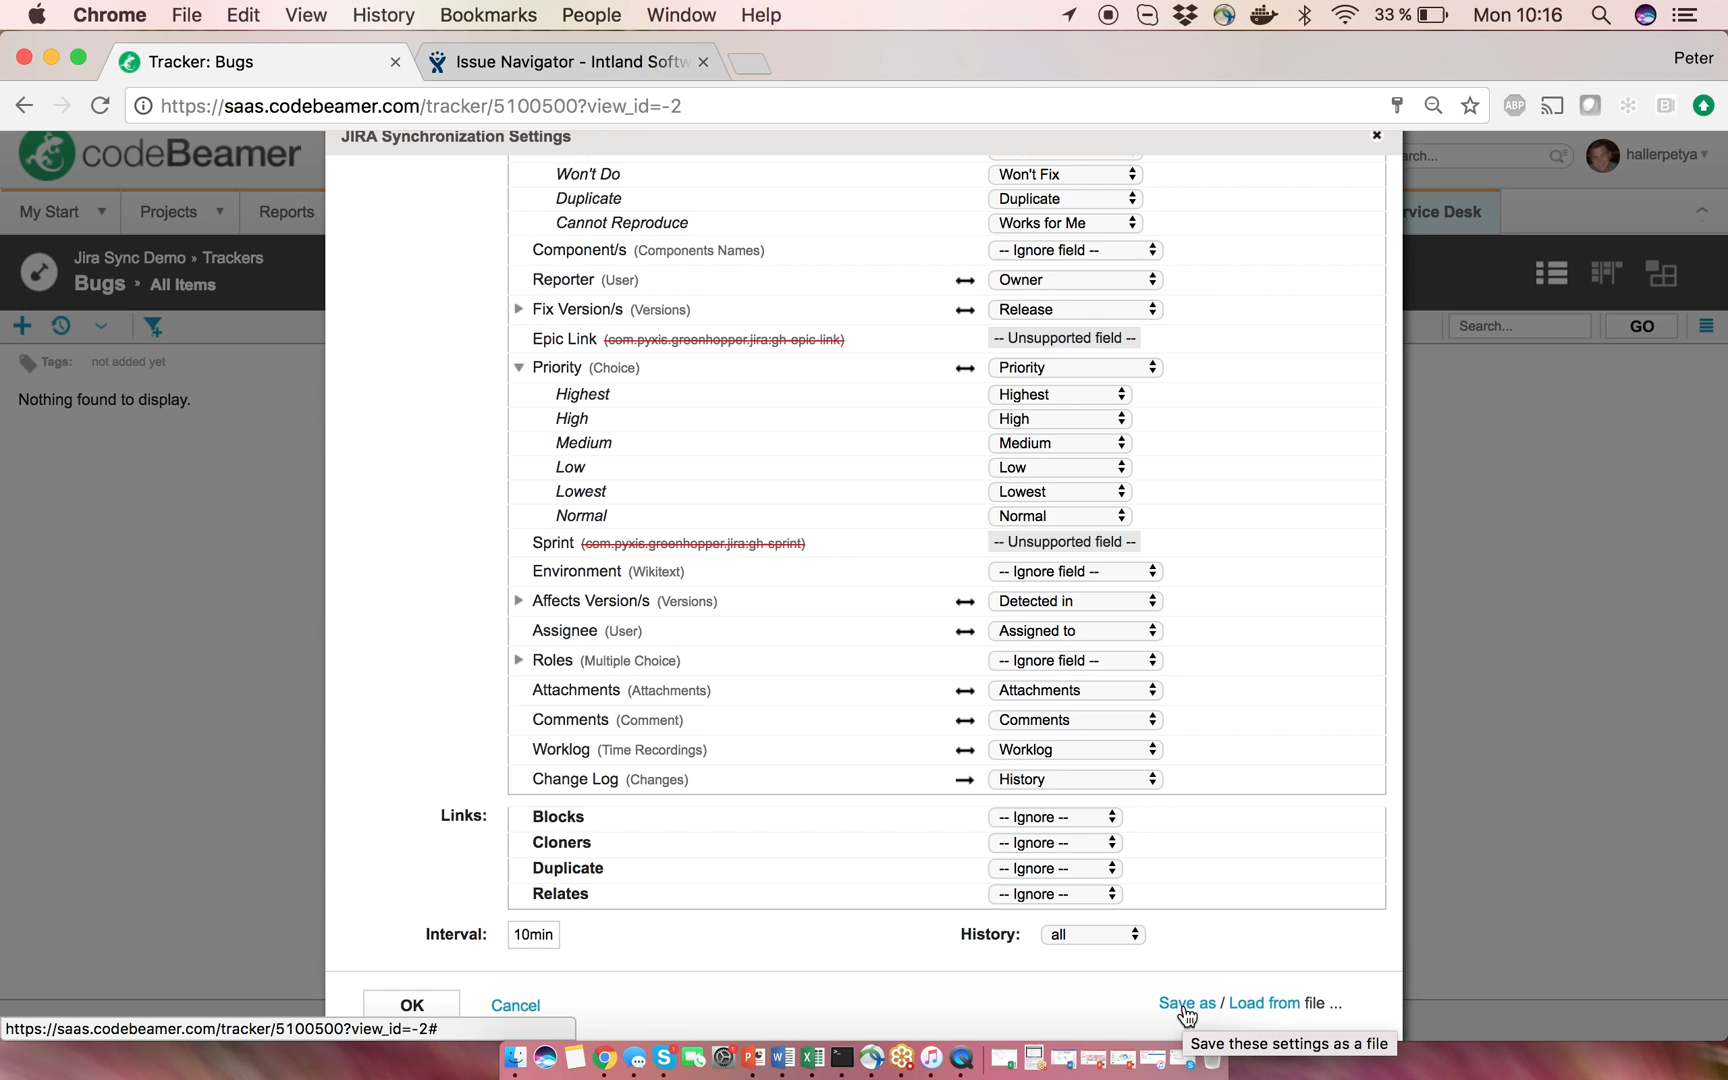 Chrome File Edit View History Bookmarks People Window Help 33 % Mon 10:16
Tracker: Bugs Issue Navigator - Intland Softw Peter
https://saas.codebeamer.com/tracker/5100500?view_id=-2 ABP
codeBeamer JIRA Synchronization Settings arch... hallerpetya
Won't Do Won't Fix
Duplicate Duplicate
My Start Projects Reports rvice Desk
Cannot Reproduce Works for Me
Component/s (Components Names) -- Ignore field --
Jira Sync Demo Trackers
Bugs All Items
Reporter (User) Owner
Fix Version/s (Versions) Release
Search... GO
Epic Link (com.pyxis.greenhopper.jira:gh-epic-link) -- Unsupported field --
Tags: not added yet
Priority (Choice) Priority
Nothing found to display.
Highest Highest
High High
Medium Medium
Low Low
Lowest Lowest
Normal Normal
Sprint (com.pyxis.greenhopper.jira:gh-sprint) -- Unsupported field --
Environment (Wikitext) -- Ignore field --
Affects Version/s (Versions) Detected in
Assignee (User) Assigned to
Roles (Multiple Choice) -- Ignore field --
Attachments (Attachments) Attachments
Comments (Comment) Comments
Worklog (Time Recordings) Worklog
Change Log (Changes) History
Links: Blocks -- Ignore --
Cloners -- Ignore --
Duplicate -- Ignore --
Relates -- Ignore --
Interval: 10min History: all
OK Cancel Save as / Load from file ...
https://saas.codebeamer.com/tracker/5100500?view_id=-2#
Save these settings as a file